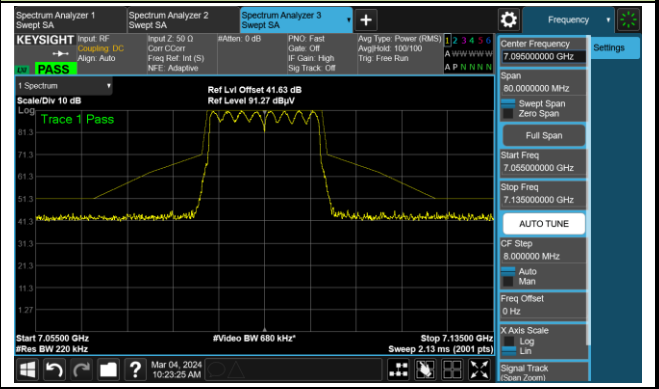 Spectrum Analyzer 1
Swept SA
Spectrum Analyzer 2
Swept SA
Spectrum Analyzer 3
Swept SA
Frequency
KEYSIGHT
Input: RF
Coupling: DC
Align: Auto
Input Z: 50 Ω
Corr CCorr
Freq Ref: Int (S)
NFE: Adaptive
#Atten: 0 dB
PNO: Fast
Gate: Off
IF Gain: High
Sig Track: Off
Avg Type: Power (RMS)
Avg|Hold: 100/100
Trig: Free Run
1 2 3 4 5 6
A W W W W W
A P N N N N
LNI PASS
1 Spectrum
Scale/Div 10 dB
Ref Lvl Offset 41.63 dB
Ref Level 91.27 dBµV
Log
Trace 1 Pass
81.3
71.3
61.3
51.3
41.3
31.3
21.3
11.3
1.27
Start 7.05500 GHz
#Res BW 220 kHz
#Video BW 680 kHz*
Stop 7.13500 GHz
Sweep 2.13 ms (2001 pts)
Center Frequency
7.095000000 GHz
Settings
Span
80.0000000 MHz
Swept Span
Zero Span
Full Span
Start Freq
7.055000000 GHz
Stop Freq
7.135000000 GHz
AUTO TUNE
CF Step
8.000000 MHz
Auto
Man
Freq Offset
0 Hz
X Axis Scale
Log
Lin
Signal Track
(Span Zoom)
Mar 04, 2024
10:23:25 AM